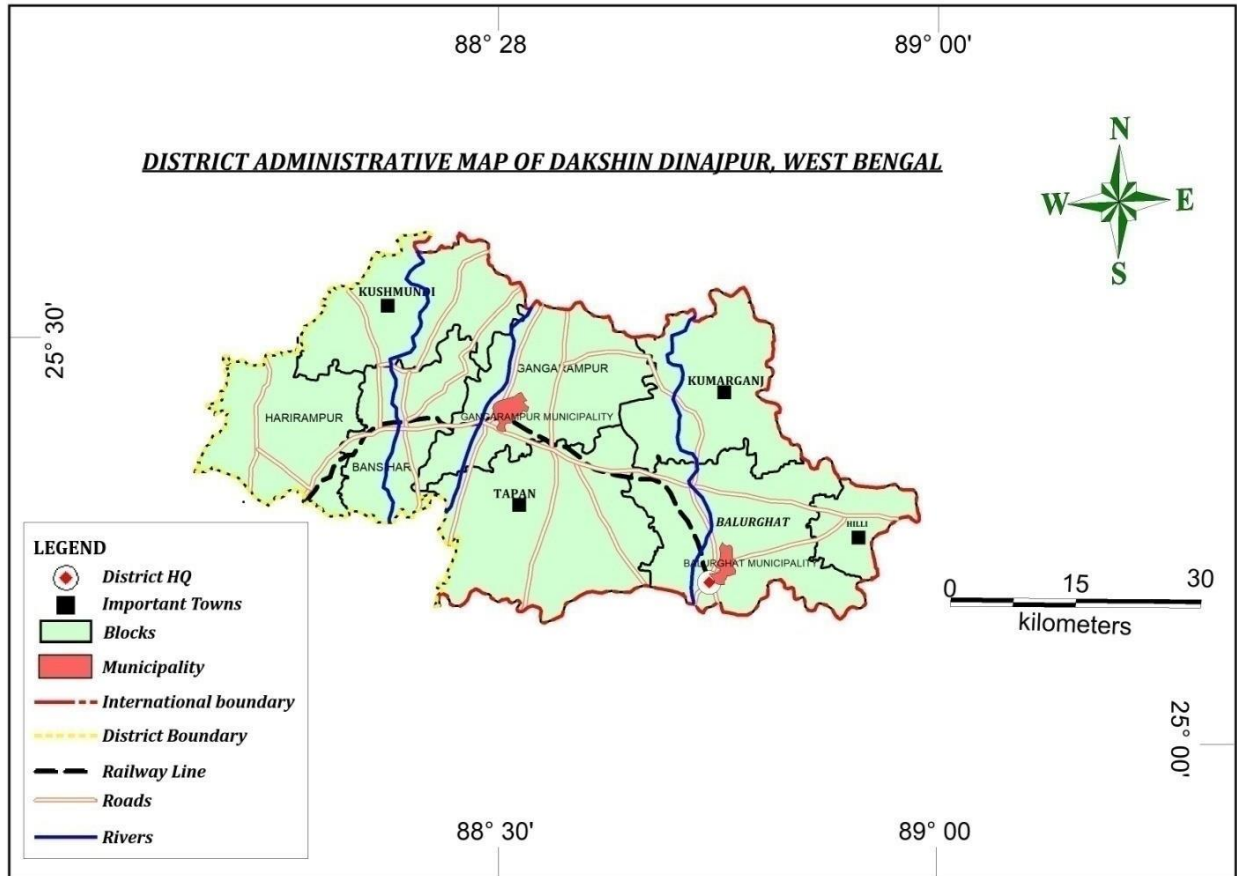 88° 28
89° 00'
DISTRICT ADMINISTRATIVE MAP OF DAKSHIN DINAJPUR, WEST BENGAL
N
W
E
S
25° 30'
KUSHMUNDI
GANGARAMPUR
KUMARGANJ
HARIRAMPUR
GANGARAMPUR MUNICIPALITY
BANSIHARI
TAPAN
BALURGHAT
HILLI
BALURGHAT MUNICIPALITY
LEGEND
District HQ
Important Towns
Blocks
Municipality
International boundary
District Boundary
Railway Line
Roads
Rivers
0 15 30
kilometers
25° 00'
88° 30'
89° 00